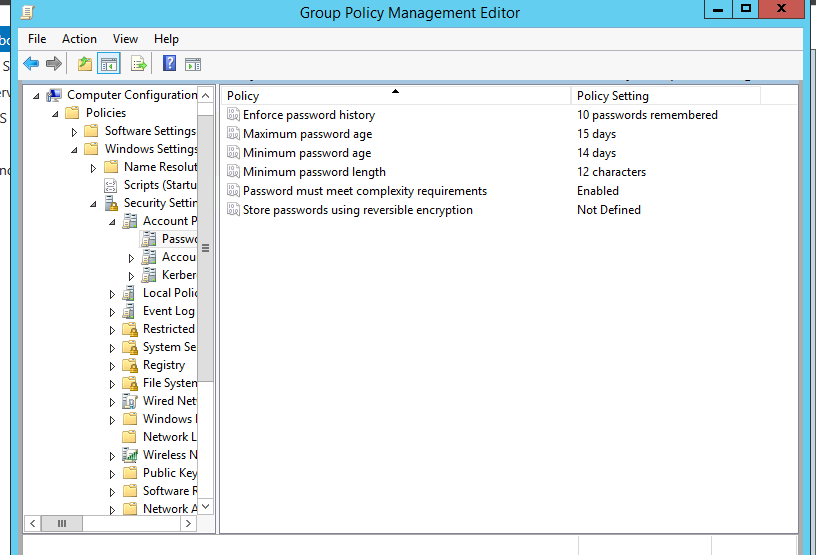 Group Policy Management Editor
File Action View Help
Computer Configuration
Policies
Software Settings
Windows Settings
Name Resolut
Scripts (Startu
Security Settin
Account P
Passwo
Accou
Kerber
Local Polic
Event Log
Restricted
System Se
Registry
File System
Wired Net
Windows
Network L
Wireless N
Public Key
Software R
Network A
Policy Policy Setting
Enforce password history 10 passwords remembered
Maximum password age 15 days
Minimum password age 14 days
Minimum password length 12 characters
Password must meet complexity requirements Enabled
Store passwords using reversible encryption Not Defined